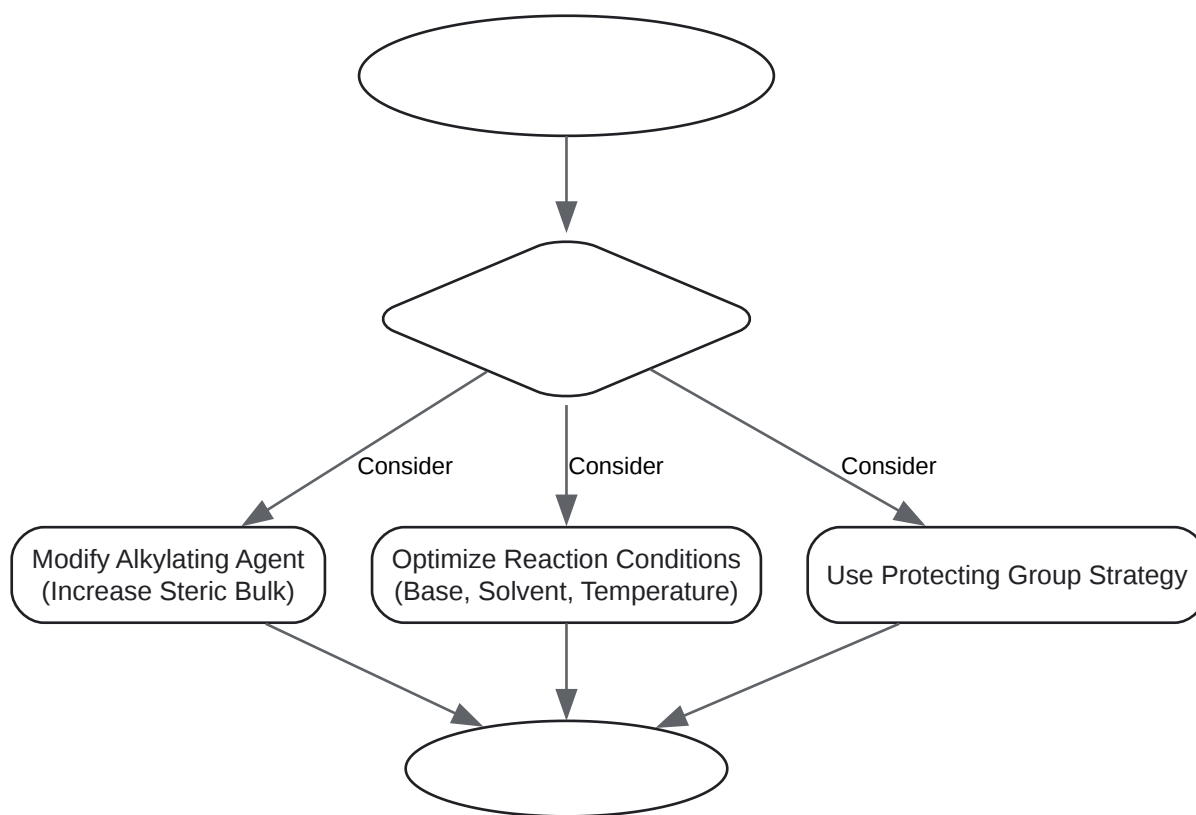 Consider
Consider
Consider
Modify Alkylating Agent
(Increase Steric Bulk)
Optimize Reaction Conditions
(Base, Solvent, Temperature)
Use Protecting Group Strategy